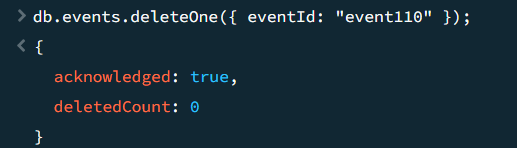 > db.events.deleteOne({ eventId: "event110" });
< {
acknowledged: true,
deletedCount: 0
}